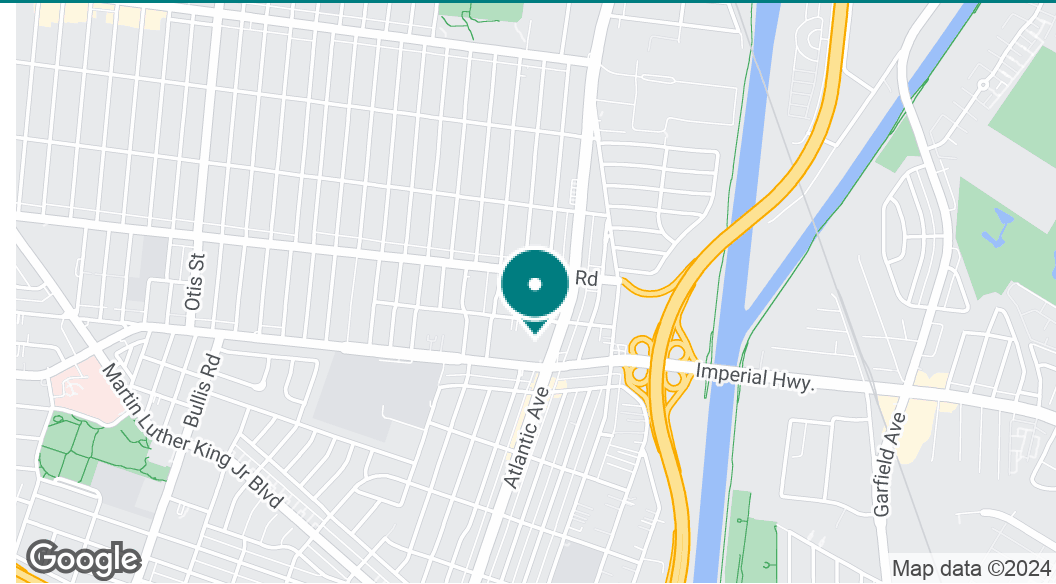 Otis St
Rd
Bullis Rd
Martin Luther King Jr Blvd
Imperial Hwy.
Atlantic Ave
Garfield Ave
Google
Map data ©2024